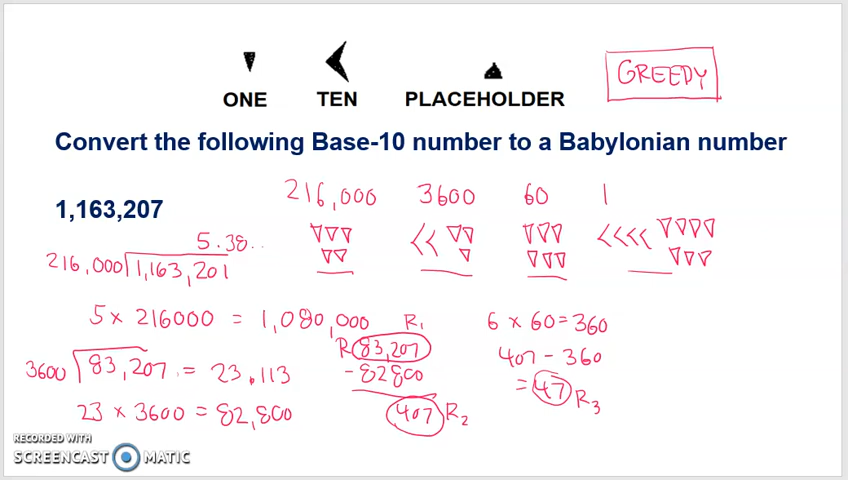 GREEDY
ONE TEN PLACEHOLDER
Convert the following Base-10 number to a Babylonian number
216,000 3600 60 1
1,163,207
5.38..
216,000 1,163,201
5 x 216000 = 1,080,000 R1
R 83,207
3600 83,207 = 23.113
-82800
23 x 3600 = 82,800
407 R2
6 x 60 = 360
407 - 360
= 47 R3
RECORDED WITH
SCREENCAST MATIC